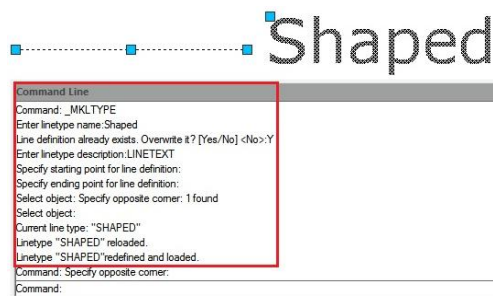 Shaped
Command Line
Command: _MKLTYPE
Enter linetype name:Shaped
Line definition already exists. Overwrite it? [Yes/No] <No>:Y
Enter linetype description:LINETEXT
Specify starting point for line definition:
Specify ending point for line definition:
Select object: Specify opposite corner: 1 found
Select object:
Current line type: "SHAPED"
Linetype "SHAPED" reloaded.
Linetype "SHAPED"redefined and loaded.
Command: Specify opposite corner:
Command: